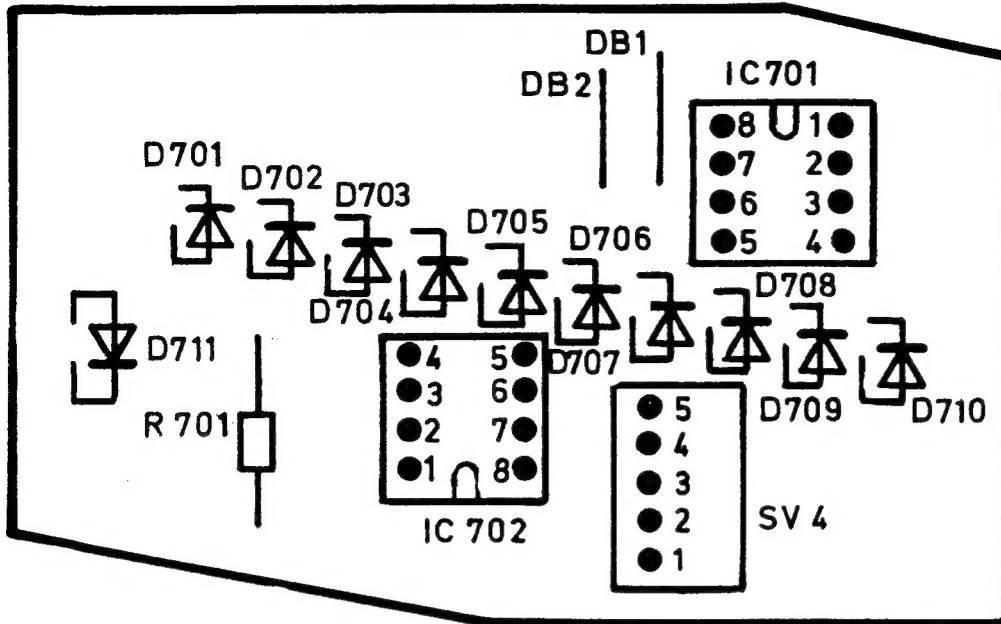 DB1
DB2
IC701
8 1
7 2
6 3
5 4
D701
D702
D703
D704
D705
D706
D707
D708
D709
D710
D711
R 701
4 5
3 6
2 7
1 8
IC 702
5
4
3
2
1
SV 4